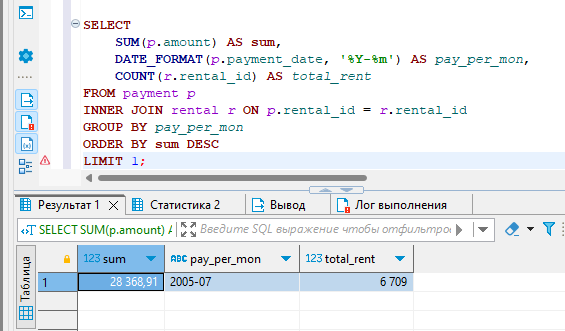 SELECT
SUM(p.amount) AS sum,
DATE_FORMAT(p.payment_date, '%Y-%m') AS pay_per_mon,
COUNT(r.rental_id) AS total_rent
FROM payment p
INNER JOIN rental r ON p.rental_id = r.rental_id
GROUP BY pay_per_mon
ORDER BY sum DESC
LIMIT 1;
Результат 1 Статистика 2 Вывод Лог выполнения
SELECT SUM(p.amount) A Введите SQL выражение чтобы отфильтров
Таблица
123 sum ABC pay_per_mon 123 total_rent
1 28 368,91 2005-07 6 709